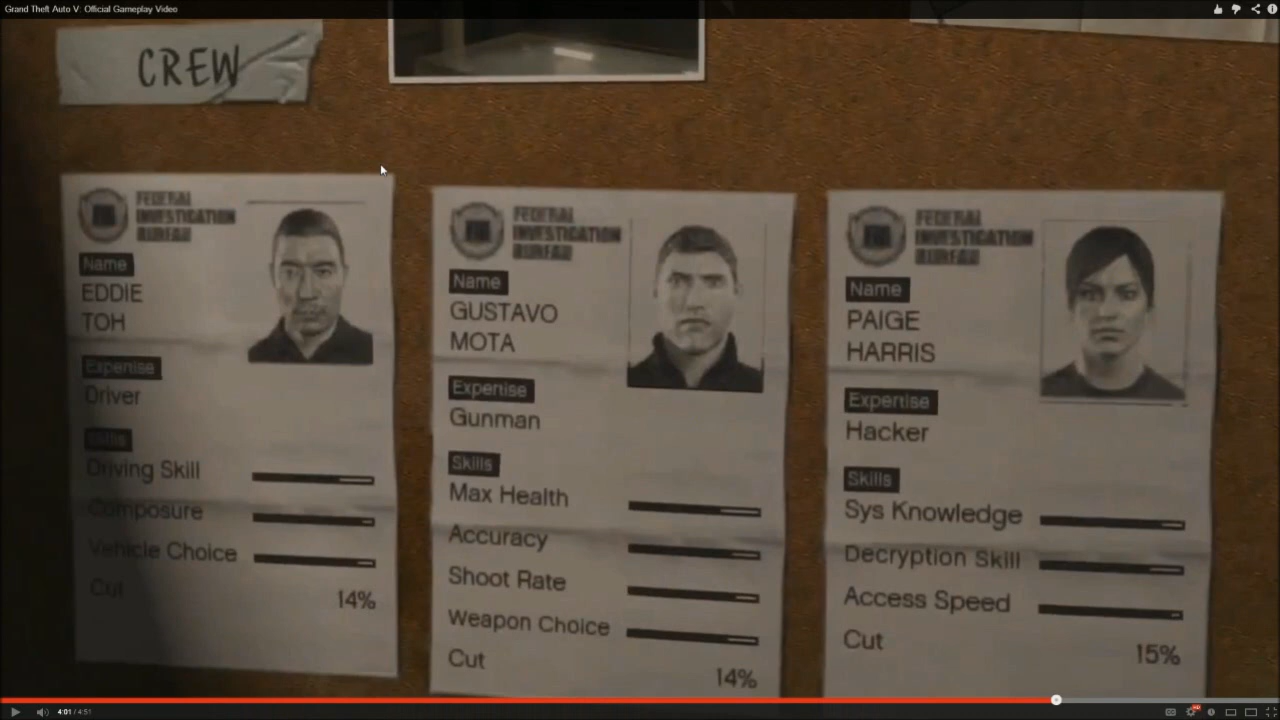 Grand Theft Auto V: Official Gameplay Video
CREW
FEDERAL
INVESTIGATION
BUREAU
Name
EDDIE
TOH
Expertise
Driver
Skills
Driving Skill
Composure
Vehicle Choice
Cut
14%
FEDERAL
INVESTIGATION
BUREAU
Name
GUSTAVO
MOTA
Expertise
Gunman
Skills
Max Health
Accuracy
Shoot Rate
Weapon Choice
Cut
14%
FEDERAL
INVESTIGATION
BUREAU
Name
PAIGE
HARRIS
Expertise
Hacker
Skills
Sys Knowledge
Decryption Skill
Access Speed
Cut
15%
4:01 / 4:51